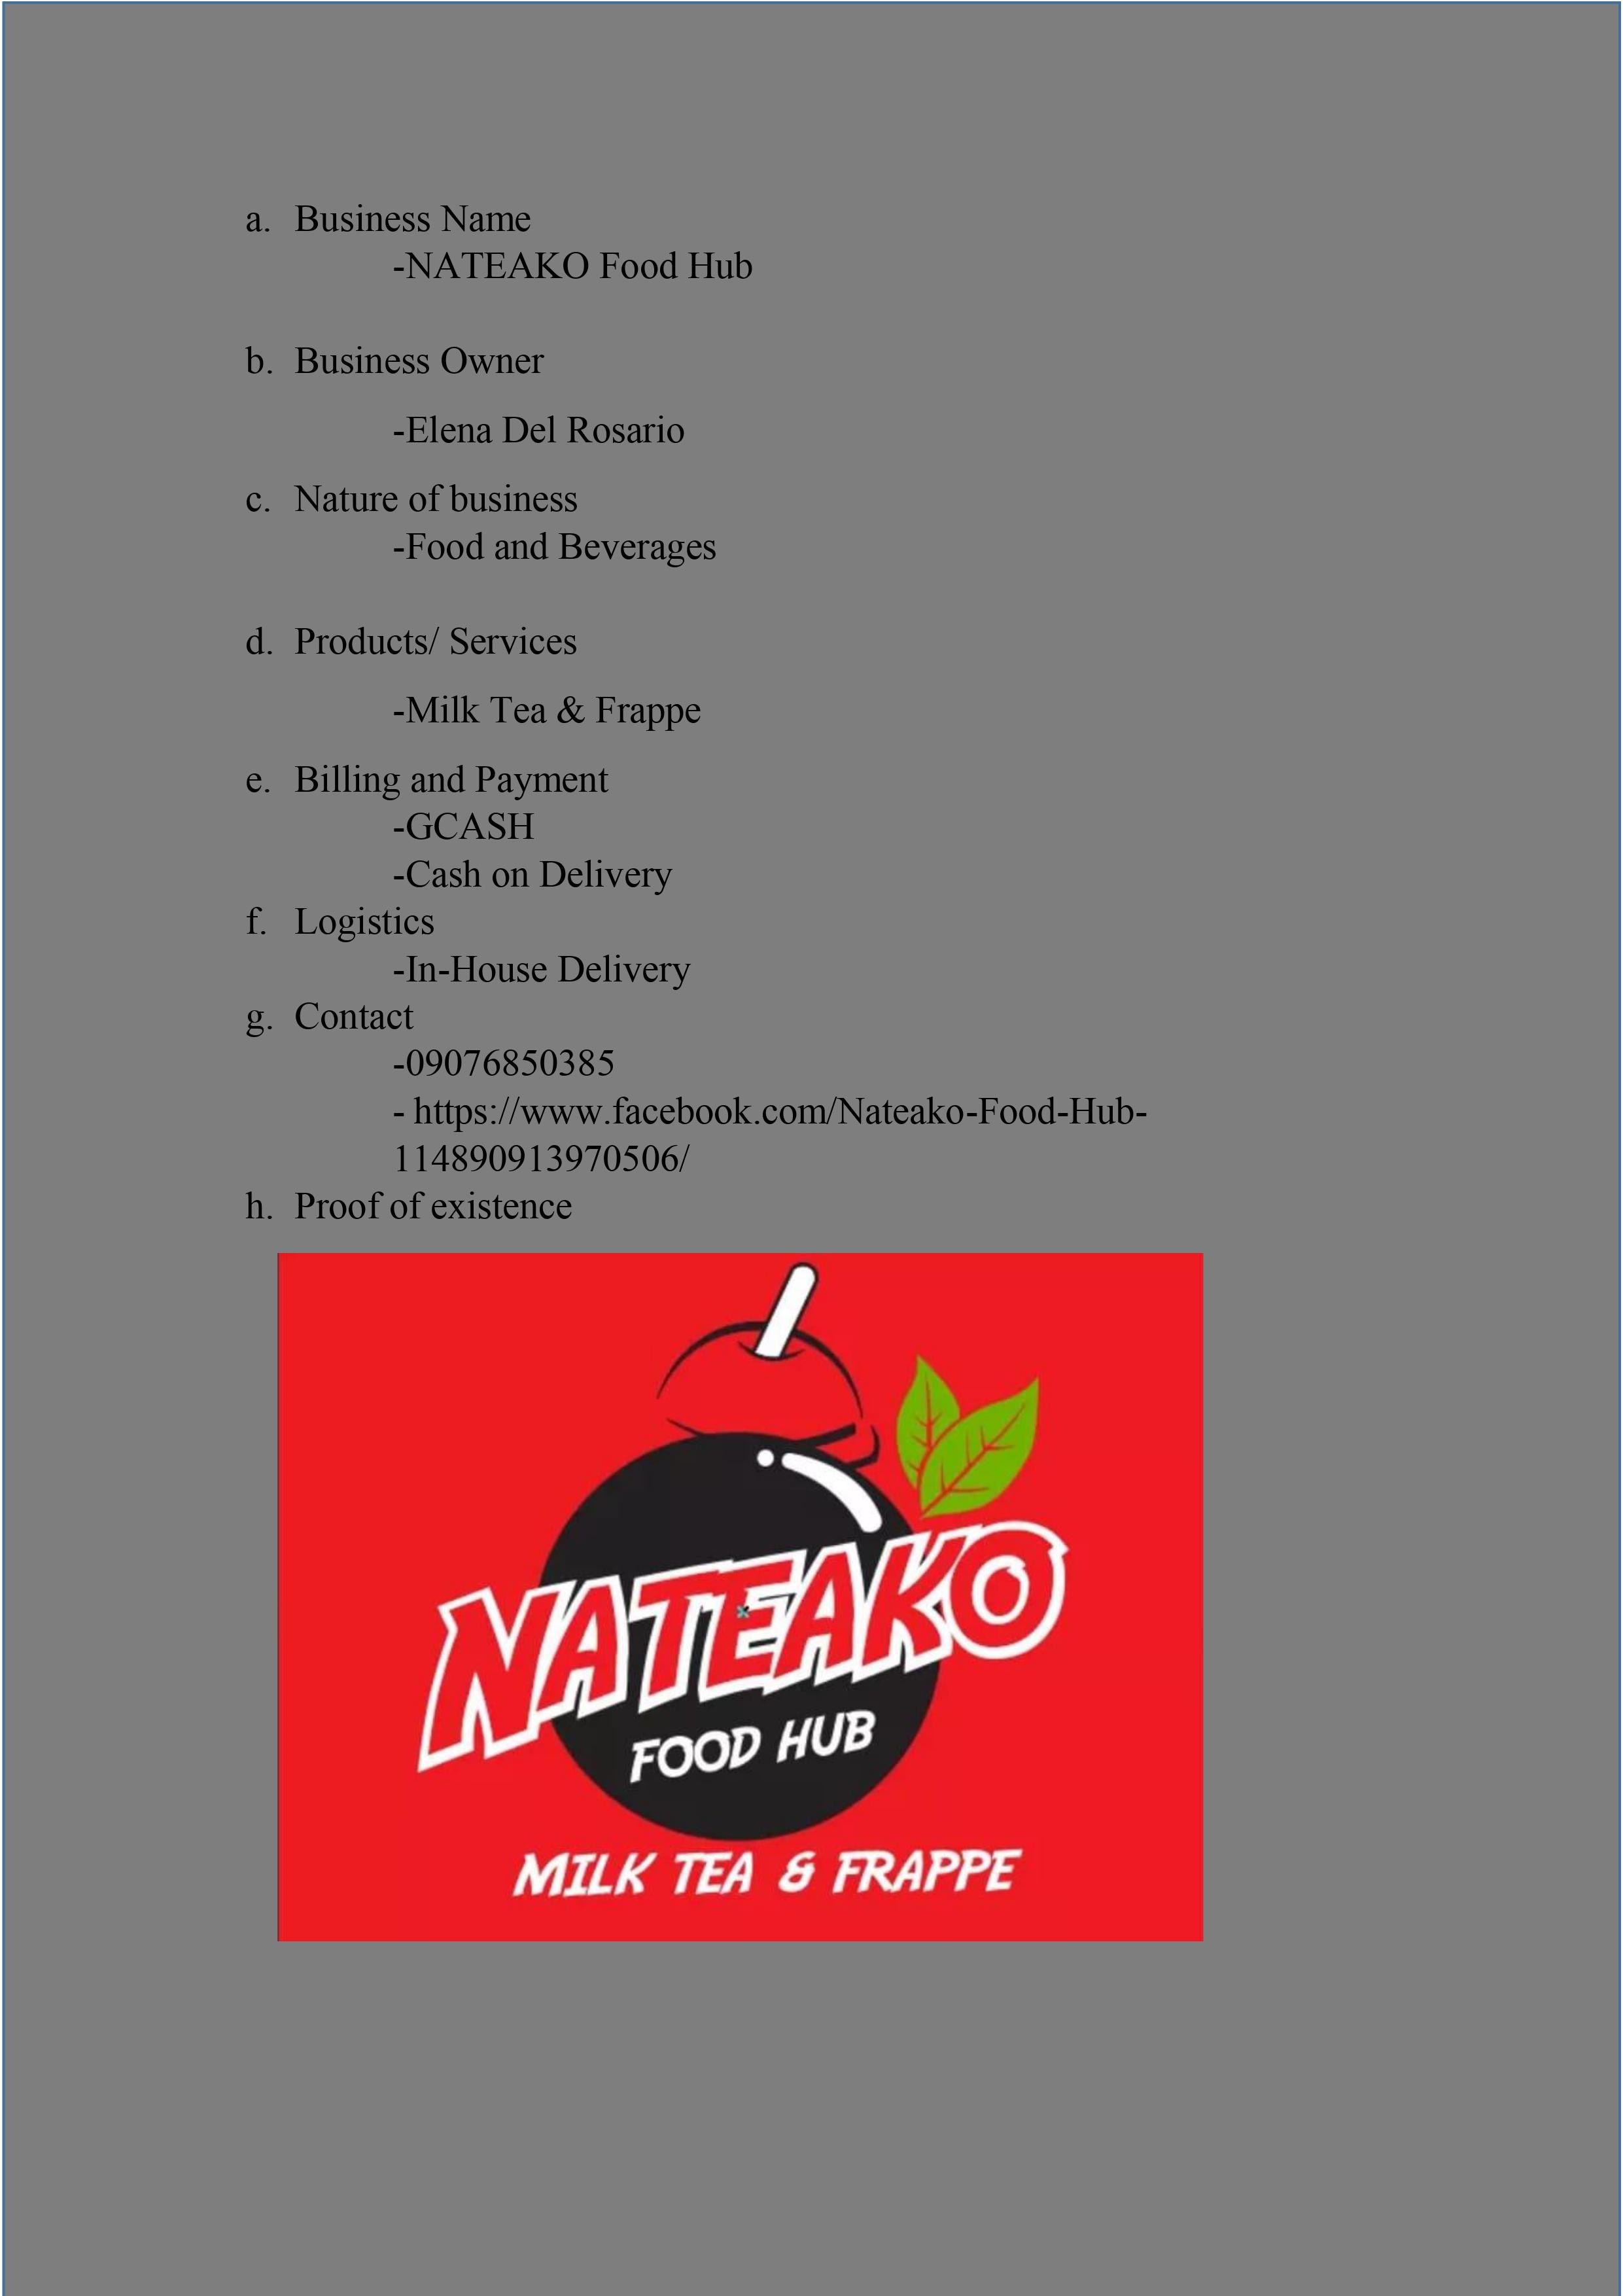 a. Business Name
-NATEAKO Food Hub
b. Business Owner
-Elena Del Rosario
c. Nature of business
-Food and Beverages
d. Products/ Services
-Milk Tea & Frappe
e. Billing and Payment
-GCASH
-Cash on Delivery
f. Logistics
-In-House Delivery
g. Contact
-09076850385
- https://www.facebook.com/Nateako-Food-Hub-
114890913970506/
h. Proof of existence
NATEAKO
FOOD HUB
MILK TEA & FRAPPE